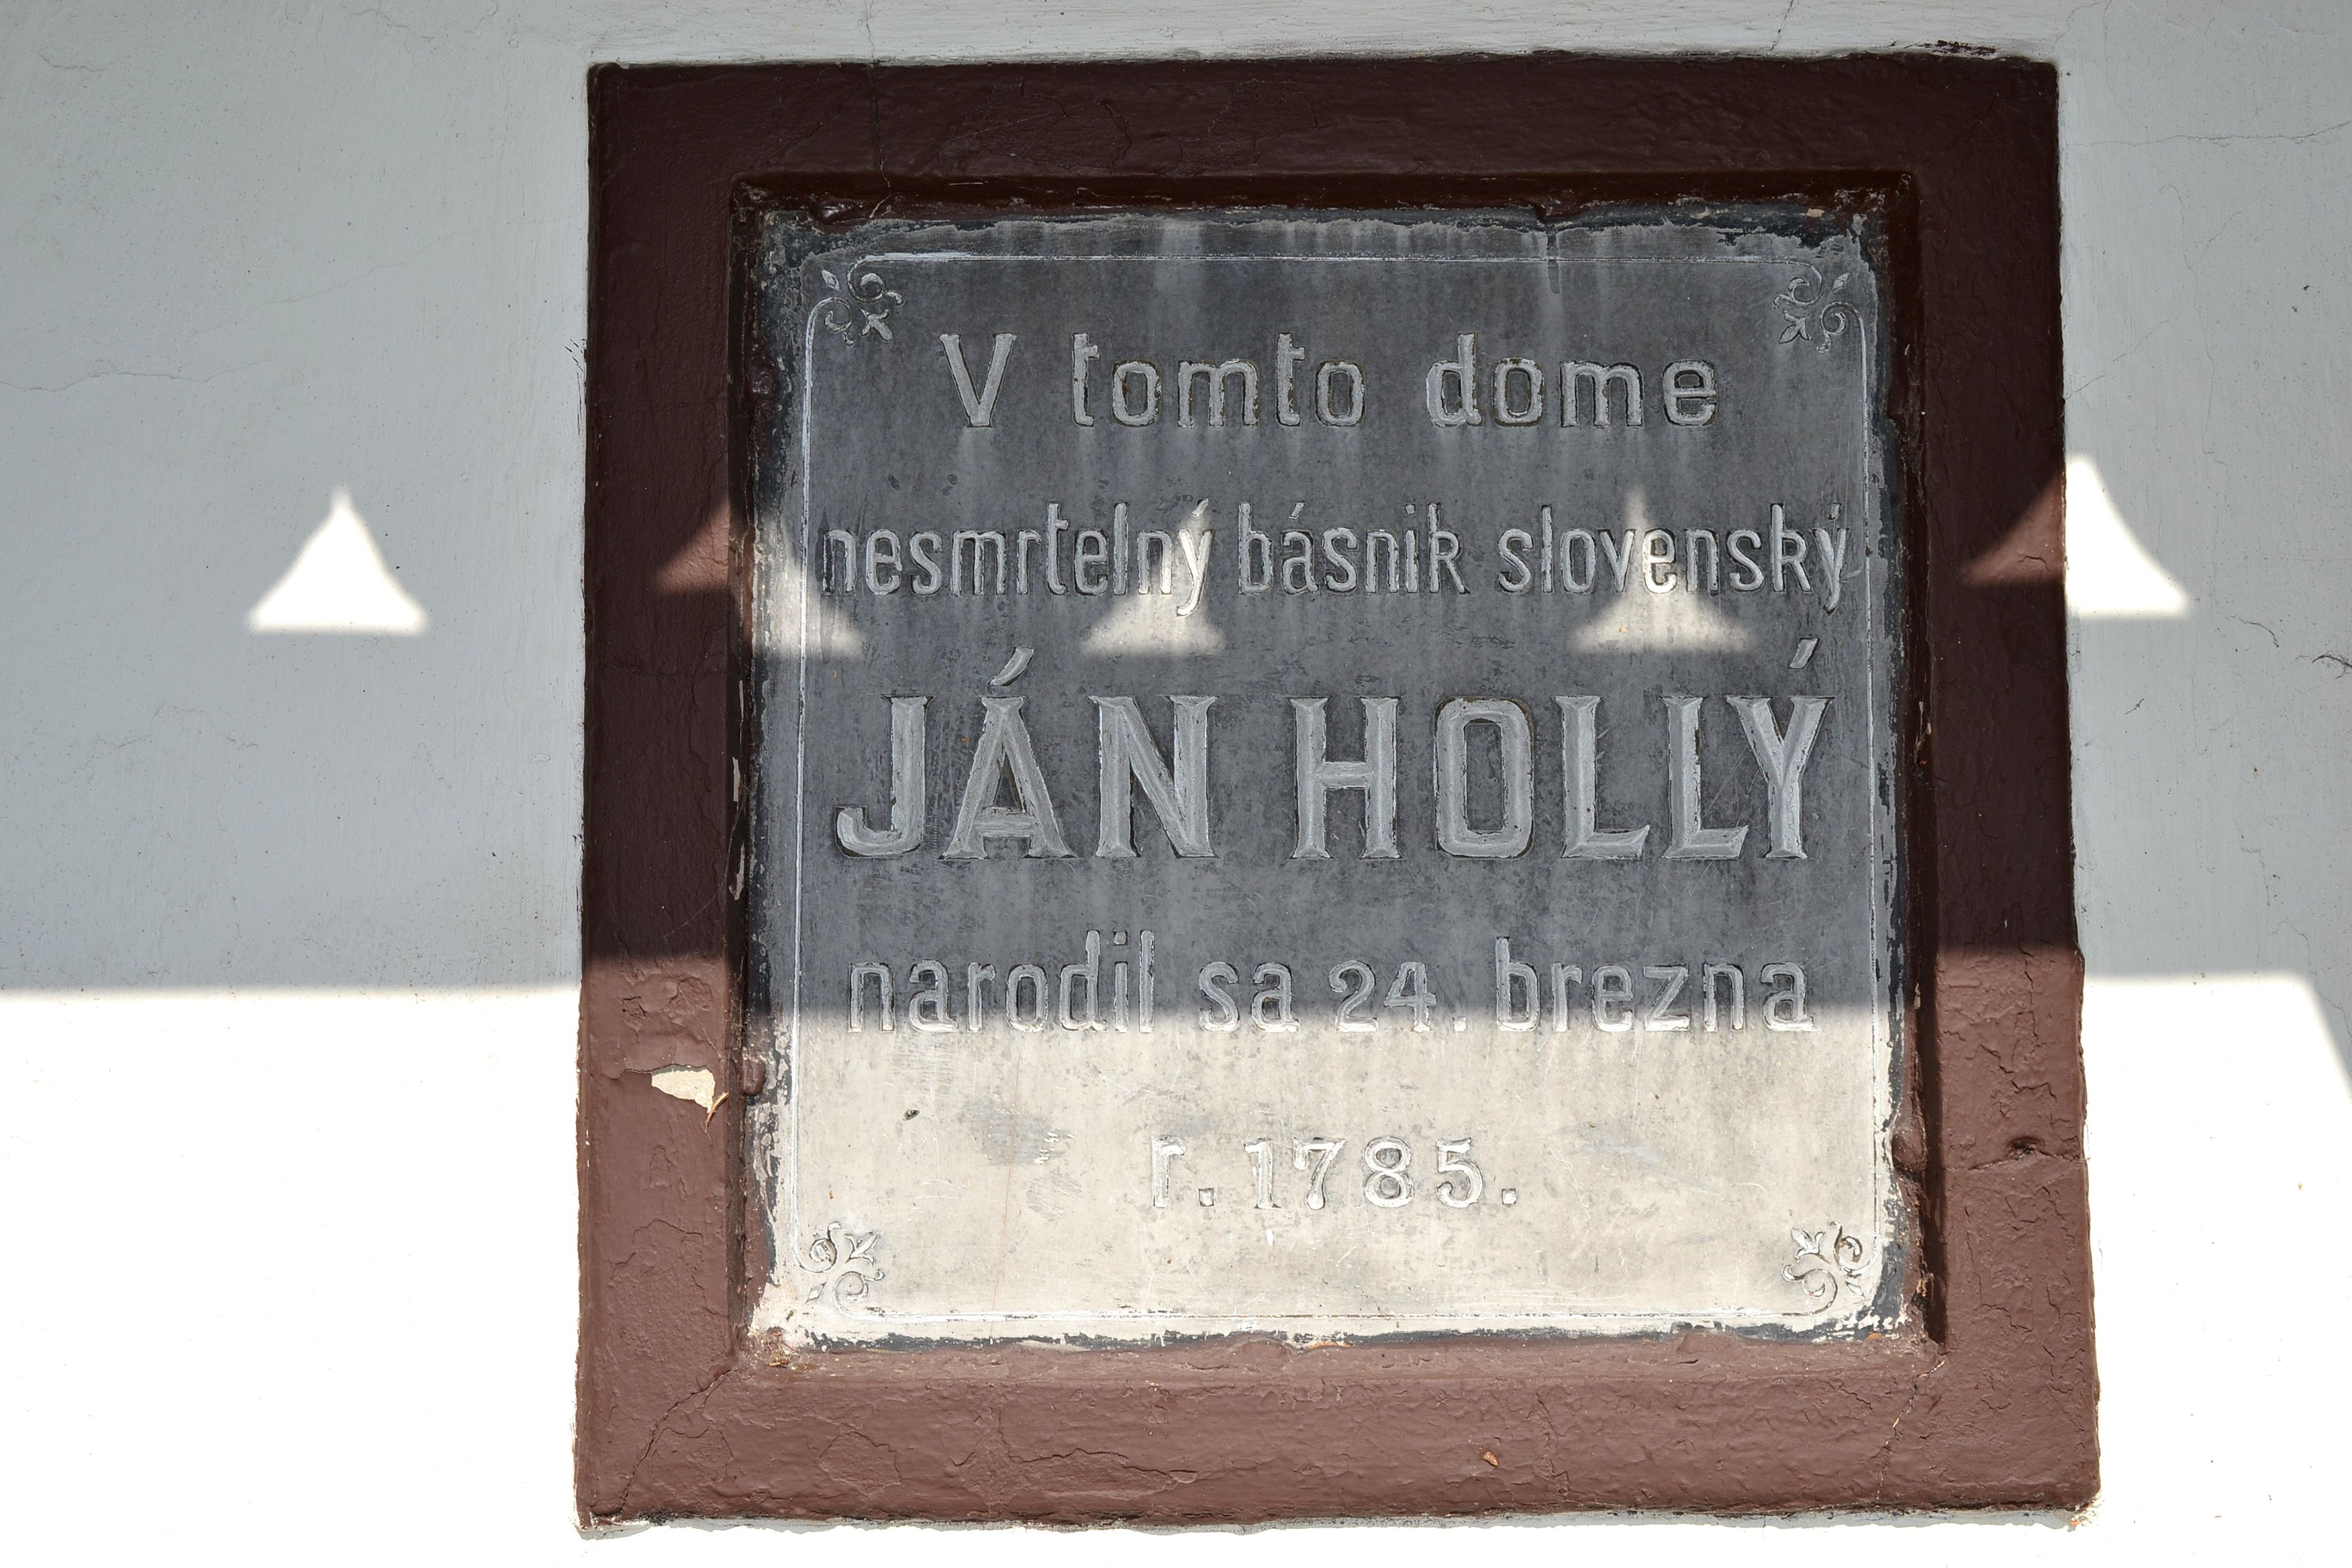 V tomto dome
nesmrtelný básnik slovenský
JÁN HOLLÝ
narodil sa 24. brezna
r. 1785.